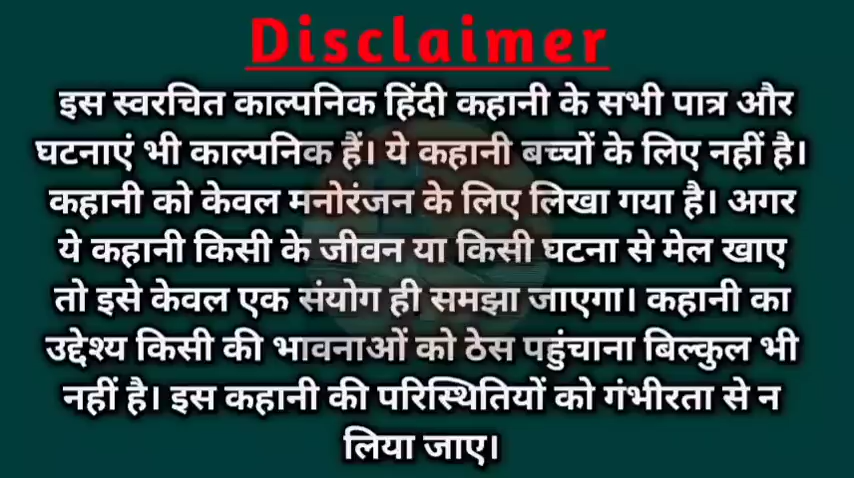 Disclaimer
इस स्वरचित काल्पनिक हिंदी कहानी के सभी पात्र और
घटनाएं भी काल्पनिक हैं। ये कहानी बच्चों के लिए नहीं है।
कहानी को केवल मनोरंजन के लिए लिखा गया है। अगर
ये कहानी किसी के जीवन या किसी घटना से मेल खाए
तो इसे केवल एक संयोग ही समझा जाएगा। कहानी का
उद्देश्य किसी की भावनाओं को ठेस पहुंचाना बिल्कुल भी
नहीं है। इस कहानी की परिस्थितियों को गंभीरता से न
लिया जाए।